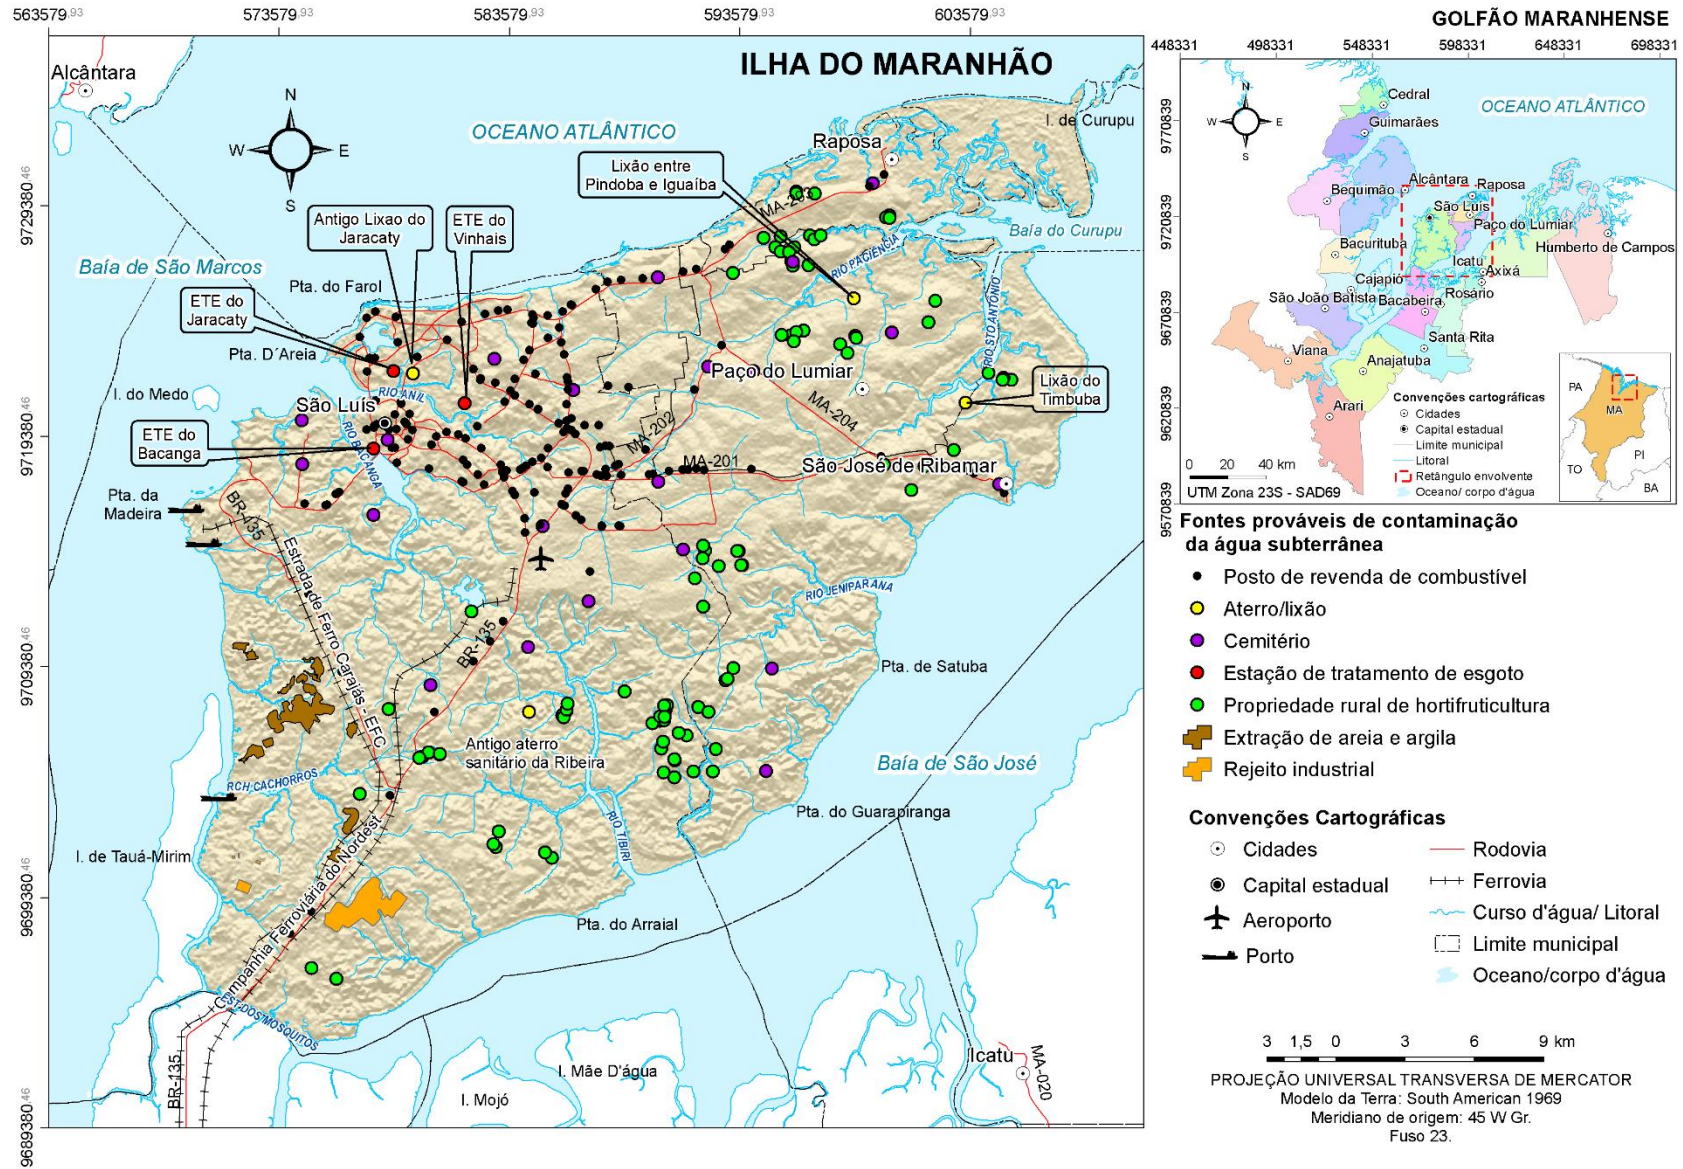 563579,93
573579,93
583579,93
593579,93
603579,93
9729380,46
9719380,46
9709380,46
9699380,46
9689380,46
ILHA DO MARANHÃO
Alcântara
N
W
E
S
OCEANO ATLÂNTICO
I. de Curupu
Raposa
Lixão entre
Pindoba e Iguaíba
MA-203
Antigo Lixao do
Jaracaty
ETE do
Vinhais
Baía do Curupu
RIO PACIÊNCIA
Baía de São Marcos
Pta. do Farol
RIO STO ANTÔNIO
ETE do
Jaracaty
Pta. D´Areia
Paço do Lumiar
Lixão do
Timbuba
I. do Medo
RIO ANIL
São Luís
MA-204
ETE do
Bacanga
RIO BACANGA
MA-202
MA-201
São José de Ribamar
Pta. da
Madeira
BR-135
Estrada de Ferro Carajás - EFC
RIO JENIPARANA
BR-135
Pta. de Satuba
Antigo aterro
sanitário da Ribeira
Baía de São José
RCH CACHORROS
Pta. do Guarapiranga
RIO TIBIRI
I. de Tauá-Mirim
Companhia Ferroviária do Nordest
Pta. do Arraial
EST DOS MOSQUITOS
BR-135
Icatu
MA-020
I. Mãe D'água
I. Mojó
GOLFÃO MARANHENSE
448331
498331
548331
598331
648331
698331
9770839
9720839
9670839
9620839
9570839
N
W
E
S
OCEANO ATLÂNTICO
Cedral
Guimarães
Bequimão
Alcântara
Raposa
São Luís
Paço do Lumiar
Bacurituba
Humberto de Campos
Icatu
Axixá
Cajapió
Rosário
São João Batista
Bacabeira
Santa Rita
Viana
Anajatuba
Arari
Convenções cartográficas
Cidades
Capital estadual
Limite municipal
Litoral
Retângulo envolvente
Oceano/ corpo d'água
0 20 40 km
UTM Zona 23S - SAD69
PA
MA
PI
TO
BA
Fontes prováveis de contaminação
da água subterrânea
Posto de revenda de combustível
Aterro/lixão
Cemitério
Estação de tratamento de esgoto
Propriedade rural de hortifruticultura
Extração de areia e argila
Rejeito industrial
Convenções Cartográficas
Cidades
Capital estadual
Aeroporto
Porto
Rodovia
Ferrovia
Curso d'água/ Litoral
Limite municipal
Oceano/corpo d'água
3 1,5 0 3 6 9 km
PROJEÇÃO UNIVERSAL TRANSVERSA DE MERCATOR
Modelo da Terra: South American 1969
Meridiano de origem: 45 W Gr.
Fuso 23.